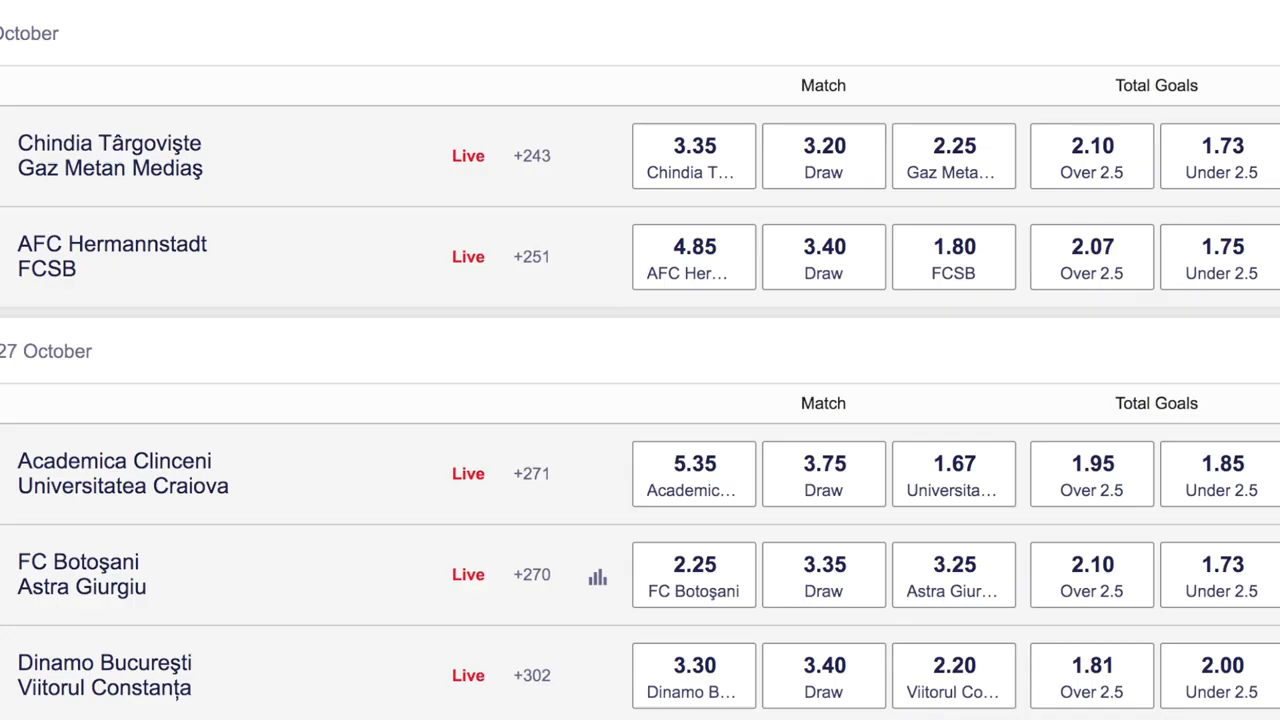 October
Match Total Goals
Chindia Târgovişte
Gaz Metan Mediaş
Live +243
3.35 3.20 2.25 2.10 1.73
Chindia T... Draw Gaz Meta... Over 2.5 Under 2.5
AFC Hermannstadt
FCSB
Live +251
4.85 3.40 1.80 2.07 1.75
AFC Her... Draw FCSB Over 2.5 Under 2.5
27 October
Match Total Goals
Academica Clinceni
Universitatea Craiova
Live +271
5.35 3.75 1.67 1.95 1.85
Academic... Draw Universita... Over 2.5 Under 2.5
FC Botoşani
Astra Giurgiu
Live +270
2.25 3.35 3.25 2.10 1.73
FC Botoşani Draw Astra Giur... Over 2.5 Under 2.5
Dinamo Bucureşti
Viitorul Constanța
Live +302
3.30 3.40 2.20 1.81 2.00
Dinamo B... Draw Viitorul Co... Over 2.5 Under 2.5